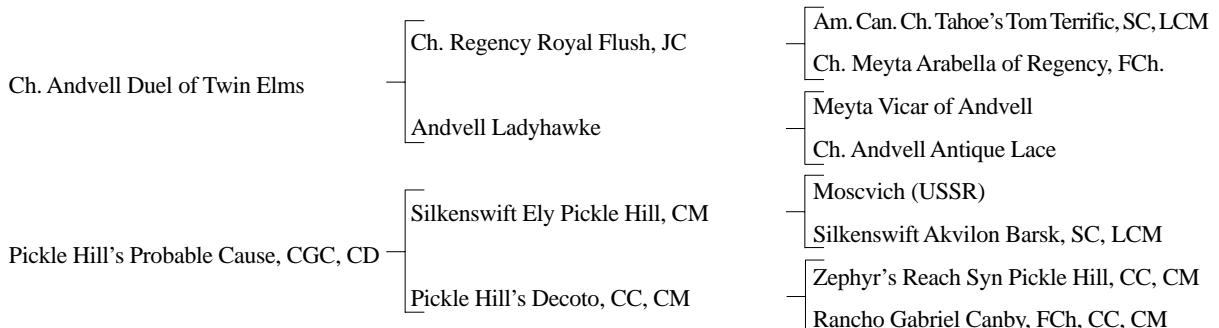 Am. Can. Ch. Tahoe's Tom Terrific, SC, LCM
Ch. Regency Royal Flush, JC
Ch. Meyta Arabella of Regency, FCh.
Ch. Andvell Duel of Twin Elms
Meyta Vicar of Andvell
Andvell Ladyhawke
Ch. Andvell Antique Lace
Moscvich (USSR)
Silkenswift Ely Pickle Hill, CM
Silkenswift Akvilon Barsk, SC, LCM
Pickle Hill's Probable Cause, CGC, CD
Zephyr's Reach Syn Pickle Hill, CC, CM
Pickle Hill's Decoto, CC, CM
Rancho Gabriel Canby, FCh, CC, CM